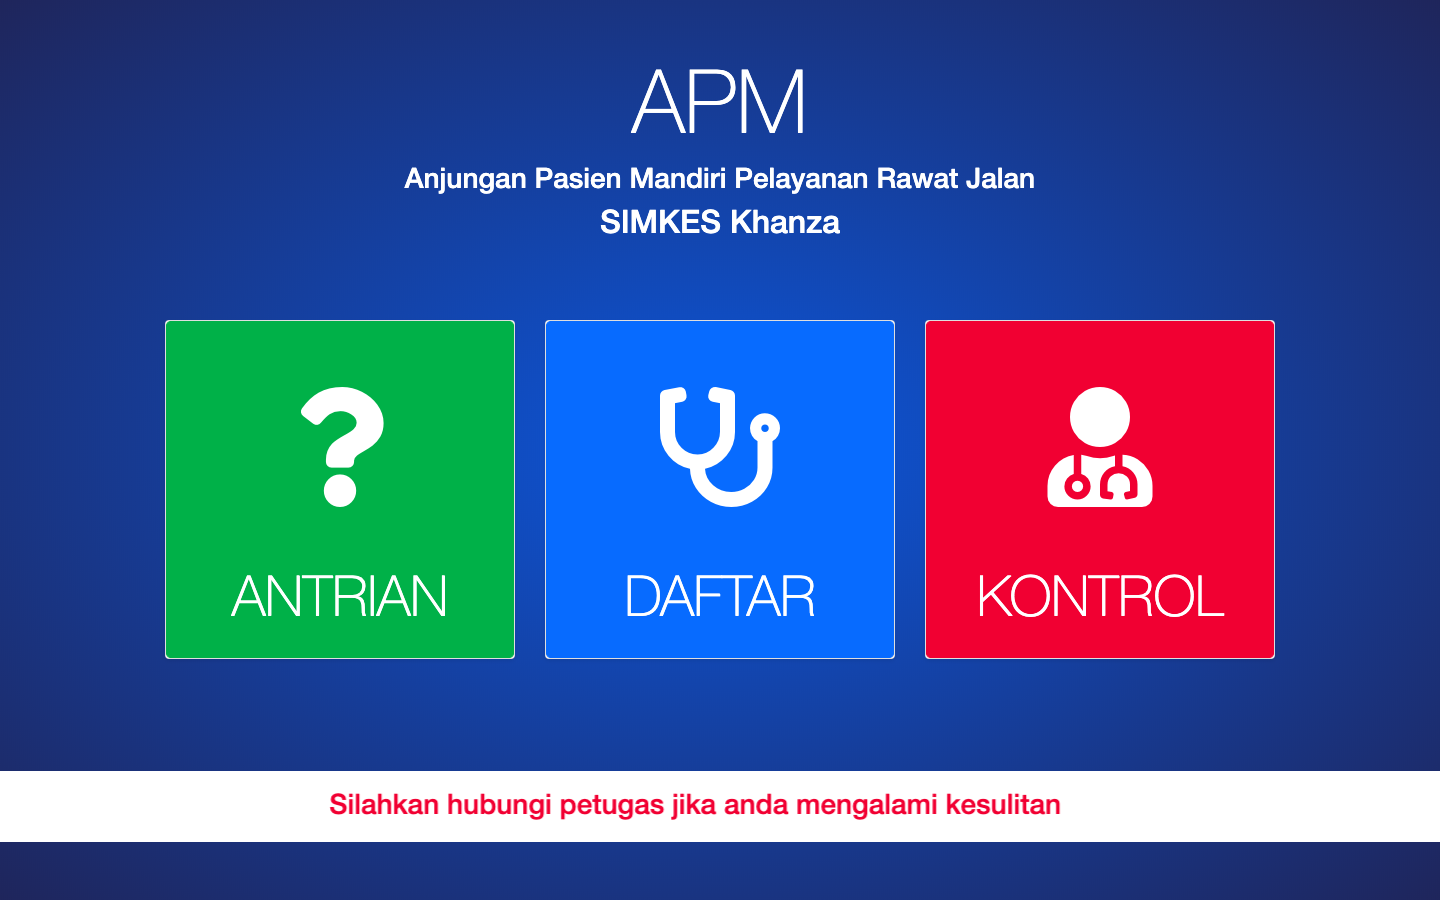 APM
Anjungan Pasien Mandiri Pelayanan Rawat Jalan
SIMKES Khanza
ANTRIAN
DAFTAR
KONTROL
Silahkan hubungi petugas jika anda mengalami kesulitan